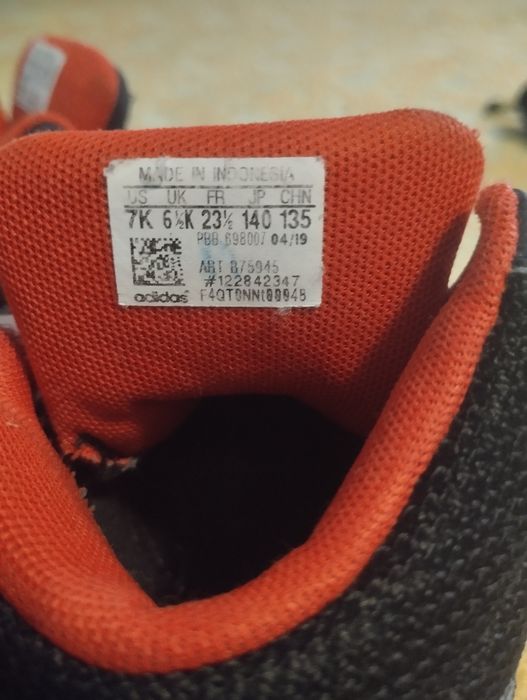 MADE IN INDONESIA
US UK FR JP CHN
7K 6½K 23½ 140 135
PBB 698007 04/19
ART B75945
#122842347
adidas F4QT0NNt00948